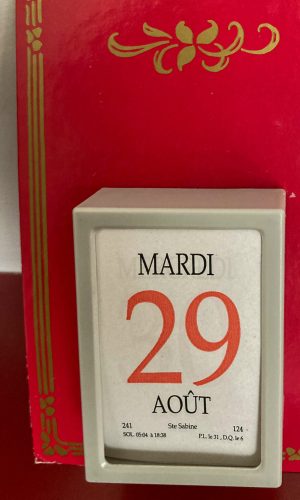 MARDI
29
AOÛT
241 Ste Sabine 124
SOL. 05:04 à 18:38 P.L. le 31 , D.Q. le 6